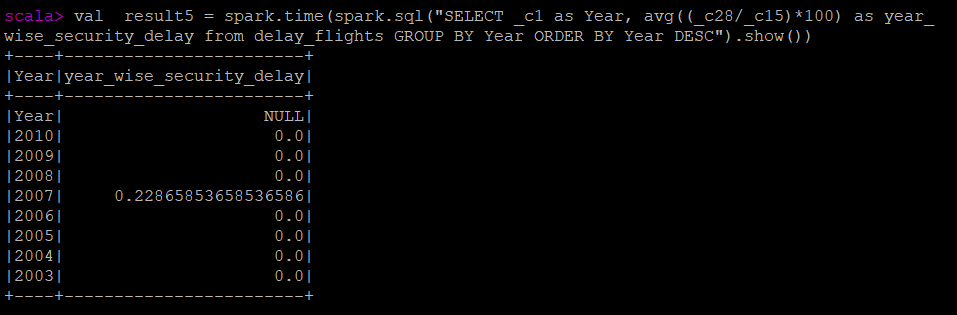 scala> val  result5 = spark.time(spark.sql("SELECT _c1 as Year, avg((_c28/_c15)*100) as year_
wise_security_delay from delay_flights GROUP BY Year ORDER BY Year DESC").show())
+----+-------------------------+
|Year|year_wise_security_delay|
+----+-------------------------+
|Year|                    NULL|
|2010|                     0.0|
|2009|                     0.0|
|2008|                     0.0|
|2007|     0.22865853658536586|
|2006|                     0.0|
|2005|                     0.0|
|2004|                     0.0|
|2003|                     0.0|
+----+-------------------------+